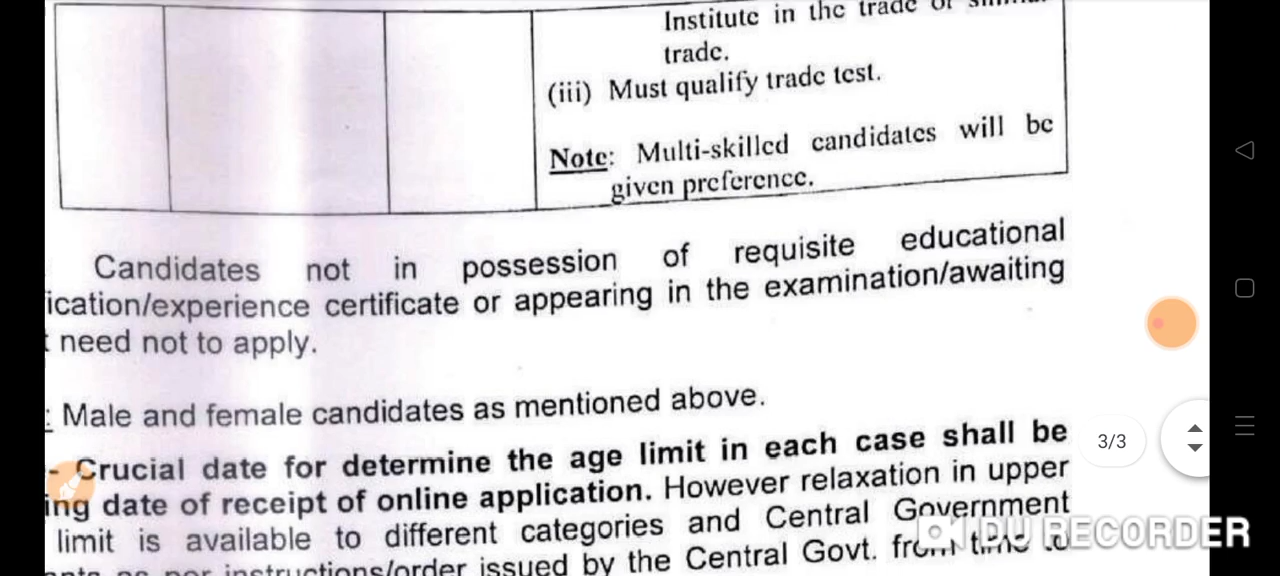 Institute in the trade or
trade.
(iii) Must qualify trade test.
Note: Multi-skilled candidates will be
given preference.
Candidates not in possession of requisite educational
ication/experience certificate or appearing in the examination/awaiting
need not to apply.
: Male and female candidates as mentioned above.
- Crucial date for determine the age limit in each case shall be
ing date of receipt of online application. However relaxation in upper
limit is available to different categories and Central Government
as per instructions/order issued by the Central Govt. from time to
3/3
DU RECORDER